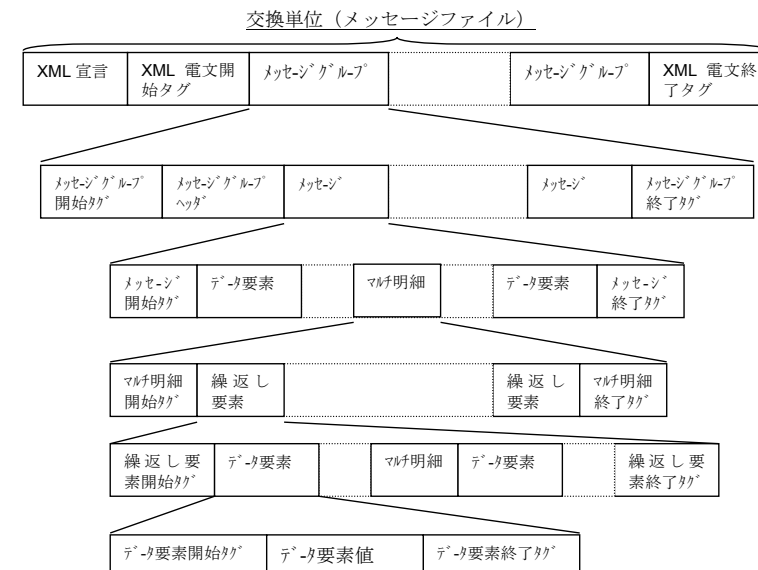 交換単位（メッセージファイル）
XML 宣言
XML 電文開
始タグ
ﾒｯｾｰｼﾞｸﾞﾙｰﾌﾟ
ﾒｯｾｰｼﾞｸﾞﾙｰﾌﾟ
XML 電文終
了タグ
ﾒｯｾｰｼﾞｸﾞﾙｰﾌﾟ
開始ﾀｸﾞ
ﾒｯｾｰｼﾞｸﾞﾙｰﾌﾟ
ﾍｯﾀﾞ
ﾒｯｾｰｼﾞ
ﾒｯｾｰｼﾞ
ﾒｯｾｰｼﾞｸﾞﾙｰﾌﾟ
終了ﾀｸﾞ
ﾒｯｾｰｼﾞ
開始ﾀｸﾞ
ﾃﾞｰﾀ要素
ﾏﾙﾁ明細
ﾃﾞｰﾀ要素
ﾒｯｾｰｼﾞ
終了ﾀｸﾞ
ﾏﾙﾁ明細
開始ﾀｸﾞ
繰返し
要素
繰返し
要素
ﾏﾙﾁ明細
終了ﾀｸﾞ
繰返し要
素開始ﾀｸﾞ
ﾃﾞｰﾀ要素
ﾏﾙﾁ明細
ﾃﾞｰﾀ要素
繰返し要
素終了ﾀｸﾞ
ﾃﾞｰﾀ要素開始ﾀｸﾞ
ﾃﾞｰﾀ要素値
ﾃﾞｰﾀ要素終了ﾀｸﾞ